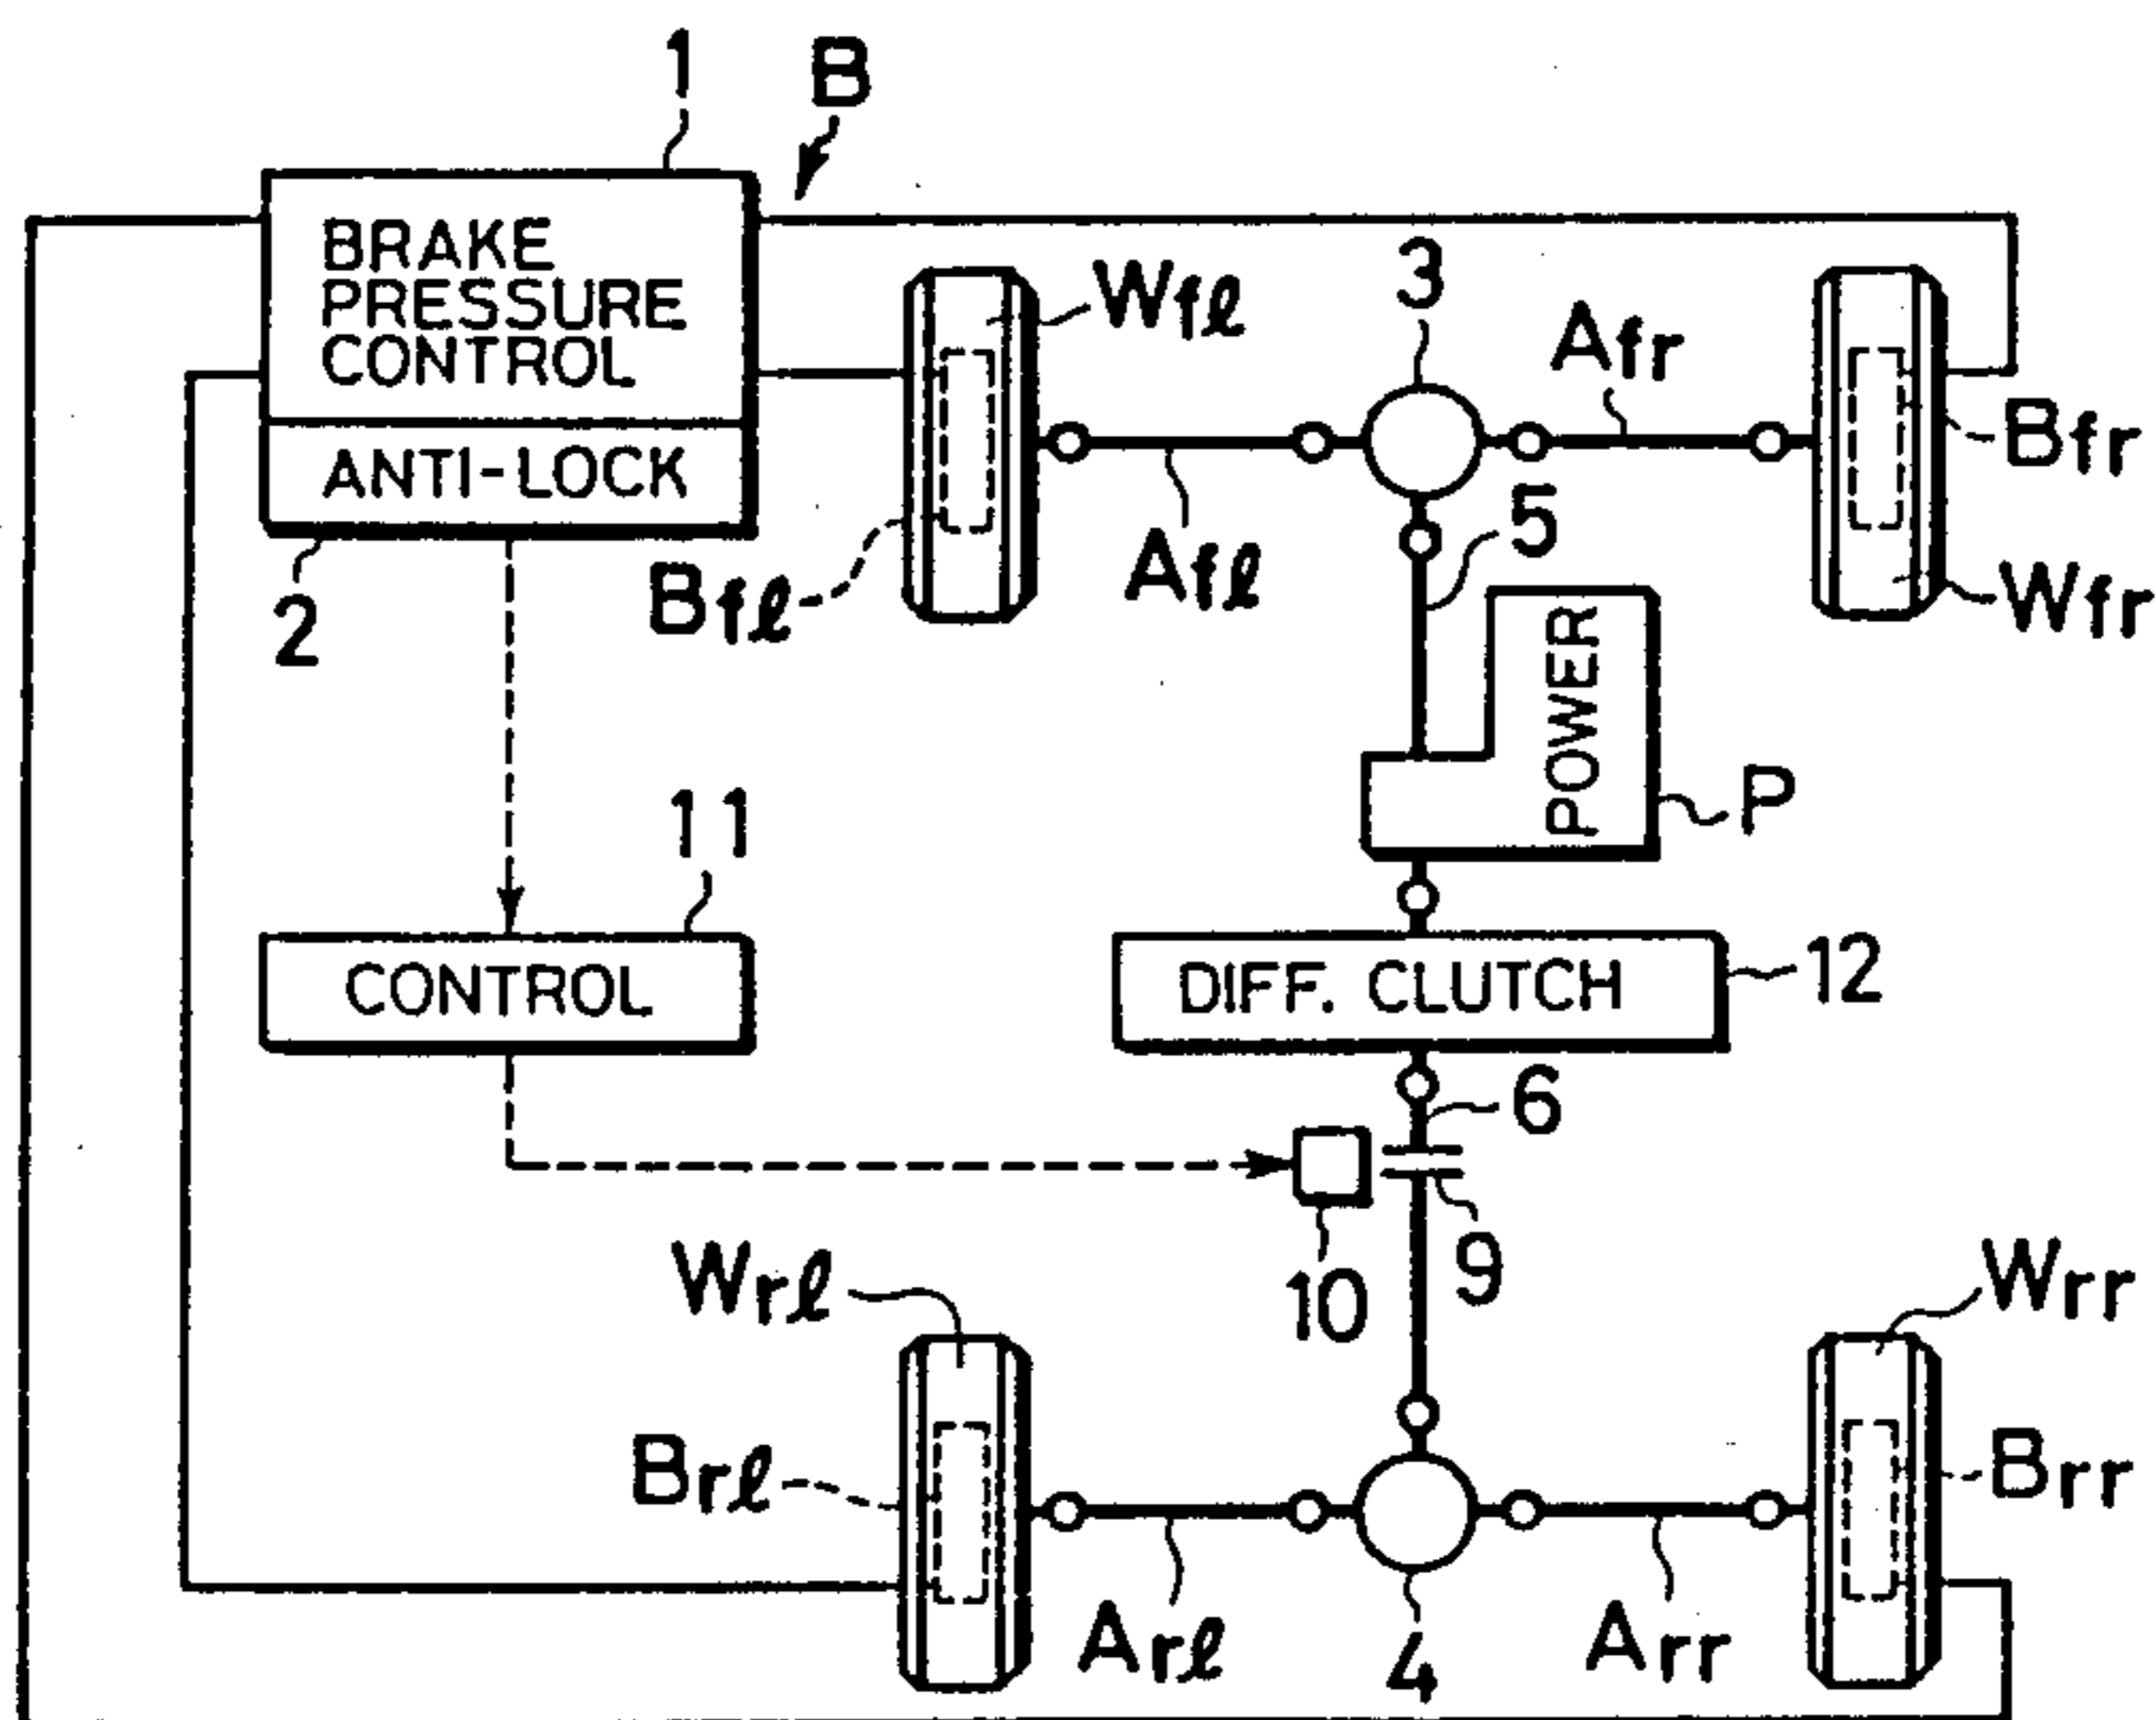 1
B
BRAKE
PRESSURE
CONTROL
ANTI-LOCK
2
Wfℓ
3
Afr
Bfr
Bfℓ
Afℓ
5
Wfr
POWER
P
11
CONTROL
DIFF. CLUTCH
12
6
10
9
Wrℓ
Wrr
Brℓ
Brr
Arℓ
4
Arr